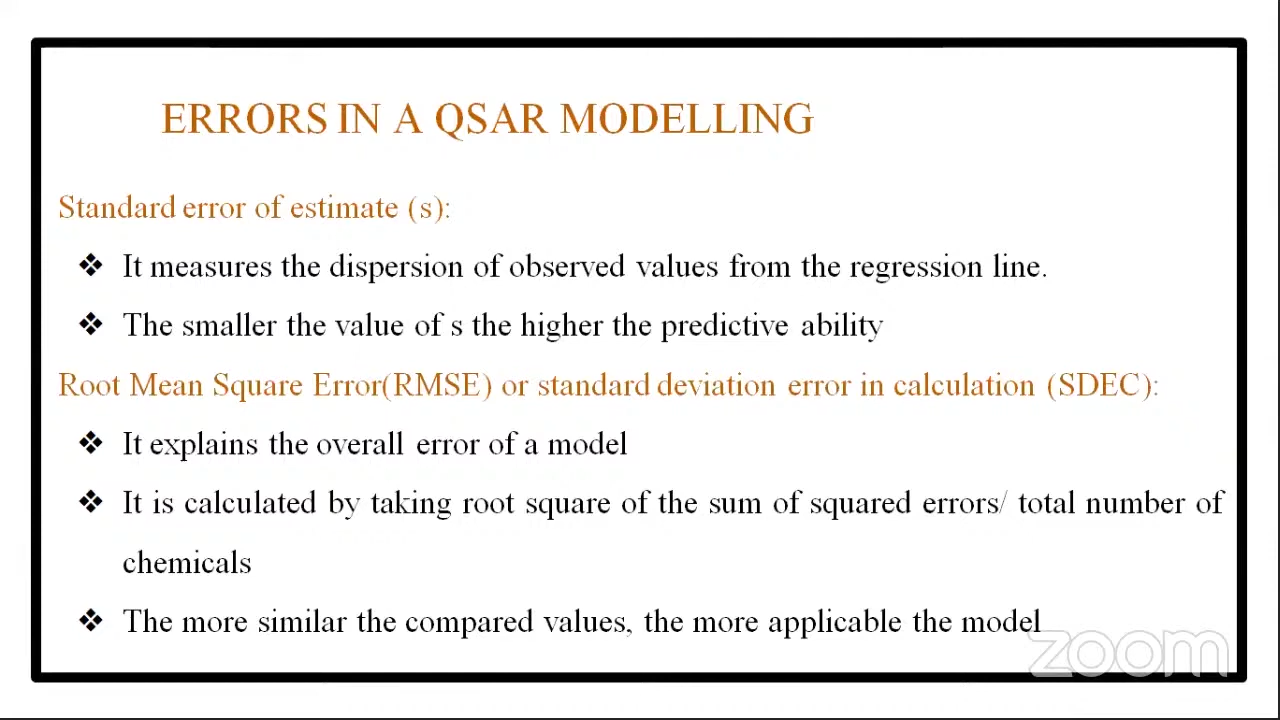 ERRORS IN A QSAR MODELLING
Standard error of estimate (s):
❖ It measures the dispersion of observed values from the regression line.
❖ The smaller the value of s the higher the predictive ability
Root Mean Square Error(RMSE) or standard deviation error in calculation (SDEC):
❖ It explains the overall error of a model
❖ It is calculated by taking root square of the sum of squared errors/ total number of
chemicals
❖ The more similar the compared values, the more applicable the model
zoom